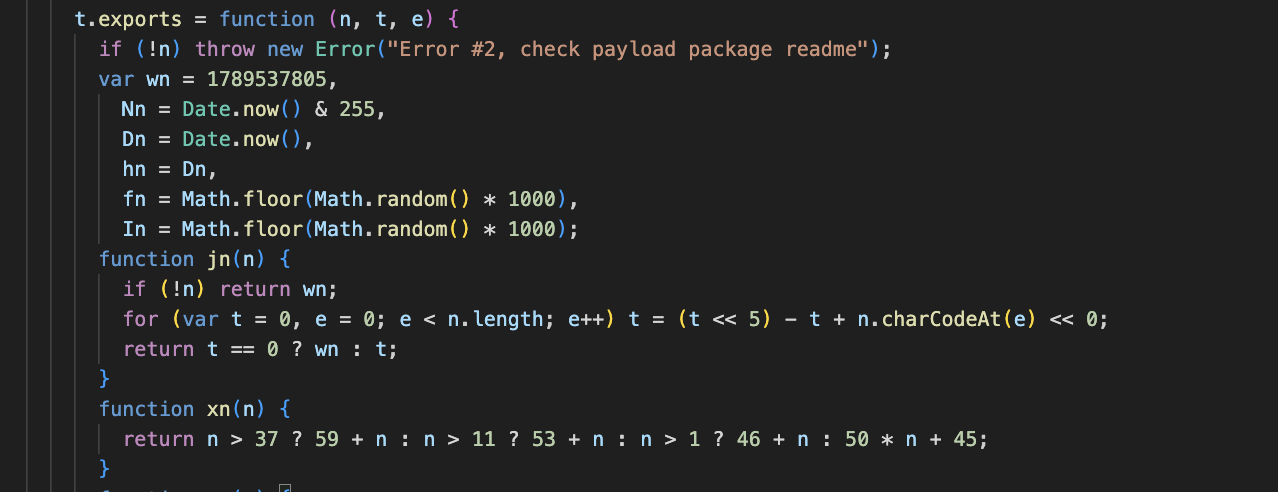 t.exports = function (n, t, e) {
if (!n) throw new Error("Error #2, check payload package readme");
var wn = 1789537805,
Nn = Date.now() & 255,
Dn = Date.now(),
hn = Dn,
fn = Math.floor(Math.random() * 1000),
In = Math.floor(Math.random() * 1000);
function jn(n) {
if (!n) return wn;
for (var t = 0, e = 0; e < n.length; e++) t = (t << 5) - t + n.charCodeAt(e) << 0;
return t == 0 ? wn : t;
}
function xn(n) {
return n > 37 ? 59 + n : n > 11 ? 53 + n : n > 1 ? 46 + n : 50 * n + 45;
}